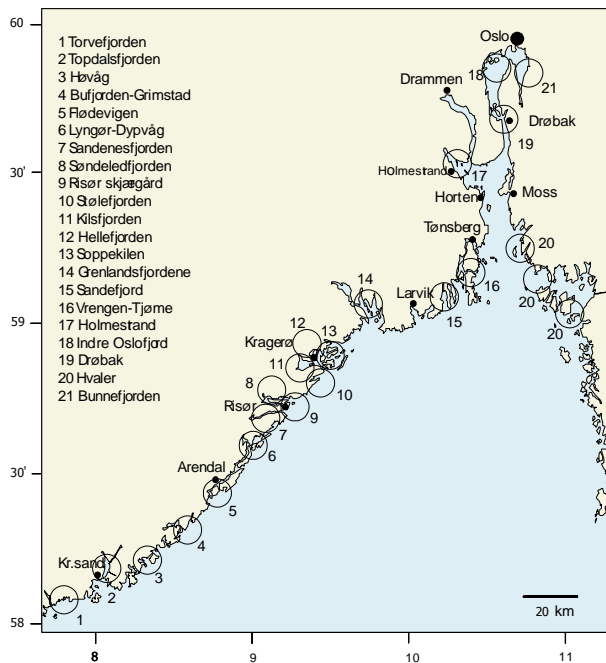 60
1 Torvefjorden
2 Topdalsfjorden
3 Høvåg
4 Bufjorden-Grimstad
5 Flødevigen
6 Lyngør-Dypvåg
7 Sandenesfjorden
8 Søndeledfjorden
9 Risør skjærgård
10 Stølefjorden
11 Kilsfjorden
12 Hellefjorden
13 Soppekilen
14 Grenlandsfjordene
15 Sandefjord
16 Vrengen-Tjøme
17 Holmestrand
18 Indre Oslofjord
19 Drøbak
20 Hvaler
21 Bunnefjorden
Oslo
18
21
Drammen
Drøbak
19
30'
Holmestrand
17
Horten
Moss
Tønsberg
20
16
20
14
Larvik
15
20
59
12
13
Kragerø
11
8
10
Risør
9
7
6
30'
Arendal
5
4
Kr.sand
3
2
1
20 km
58
8
9
10
11